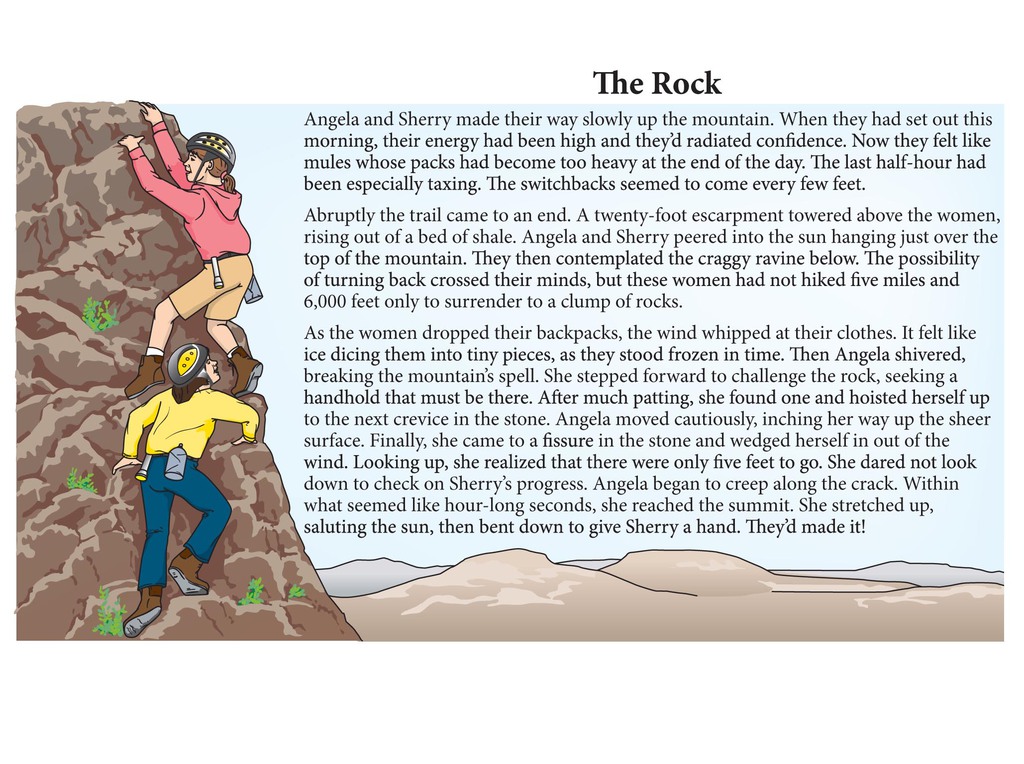 The Rock
Angela and Sherry made their way slowly up the mountain. When they had set out this
morning, their energy had been high and they’d radiated confidence. Now they felt like
mules whose packs had become too heavy at the end of the day. The last half-hour had
been especially taxing. The switchbacks seemed to come every few feet.
Abruptly the trail came to an end. A twenty-foot escarpment towered above the women,
rising out of a bed of shale. Angela and Sherry peered into the sun hanging just over the
top of the mountain. They then contemplated the craggy ravine below. The possibility
of turning back crossed their minds, but these women had not hiked five miles and
6,000 feet only to surrender to a clump of rocks.
As the women dropped their backpacks, the wind whipped at their clothes. It felt like
ice dicing them into tiny pieces, as they stood frozen in time. Then Angela shivered,
breaking the mountain’s spell. She stepped forward to challenge the rock, seeking a
handhold that must be there. After much patting, she found one and hoisted herself up
to the next crevice in the stone. Angela moved cautiously, inching her way up the sheer
surface. Finally, she came to a fissure in the stone and wedged herself in out of the
wind. Looking up, she realized that there were only five feet to go. She dared not look
down to check on Sherry’s progress. Angela began to creep along the crack. Within
what seemed like hour-long seconds, she reached the summit. She stretched up,
saluting the sun, then bent down to give Sherry a hand. They’d made it!